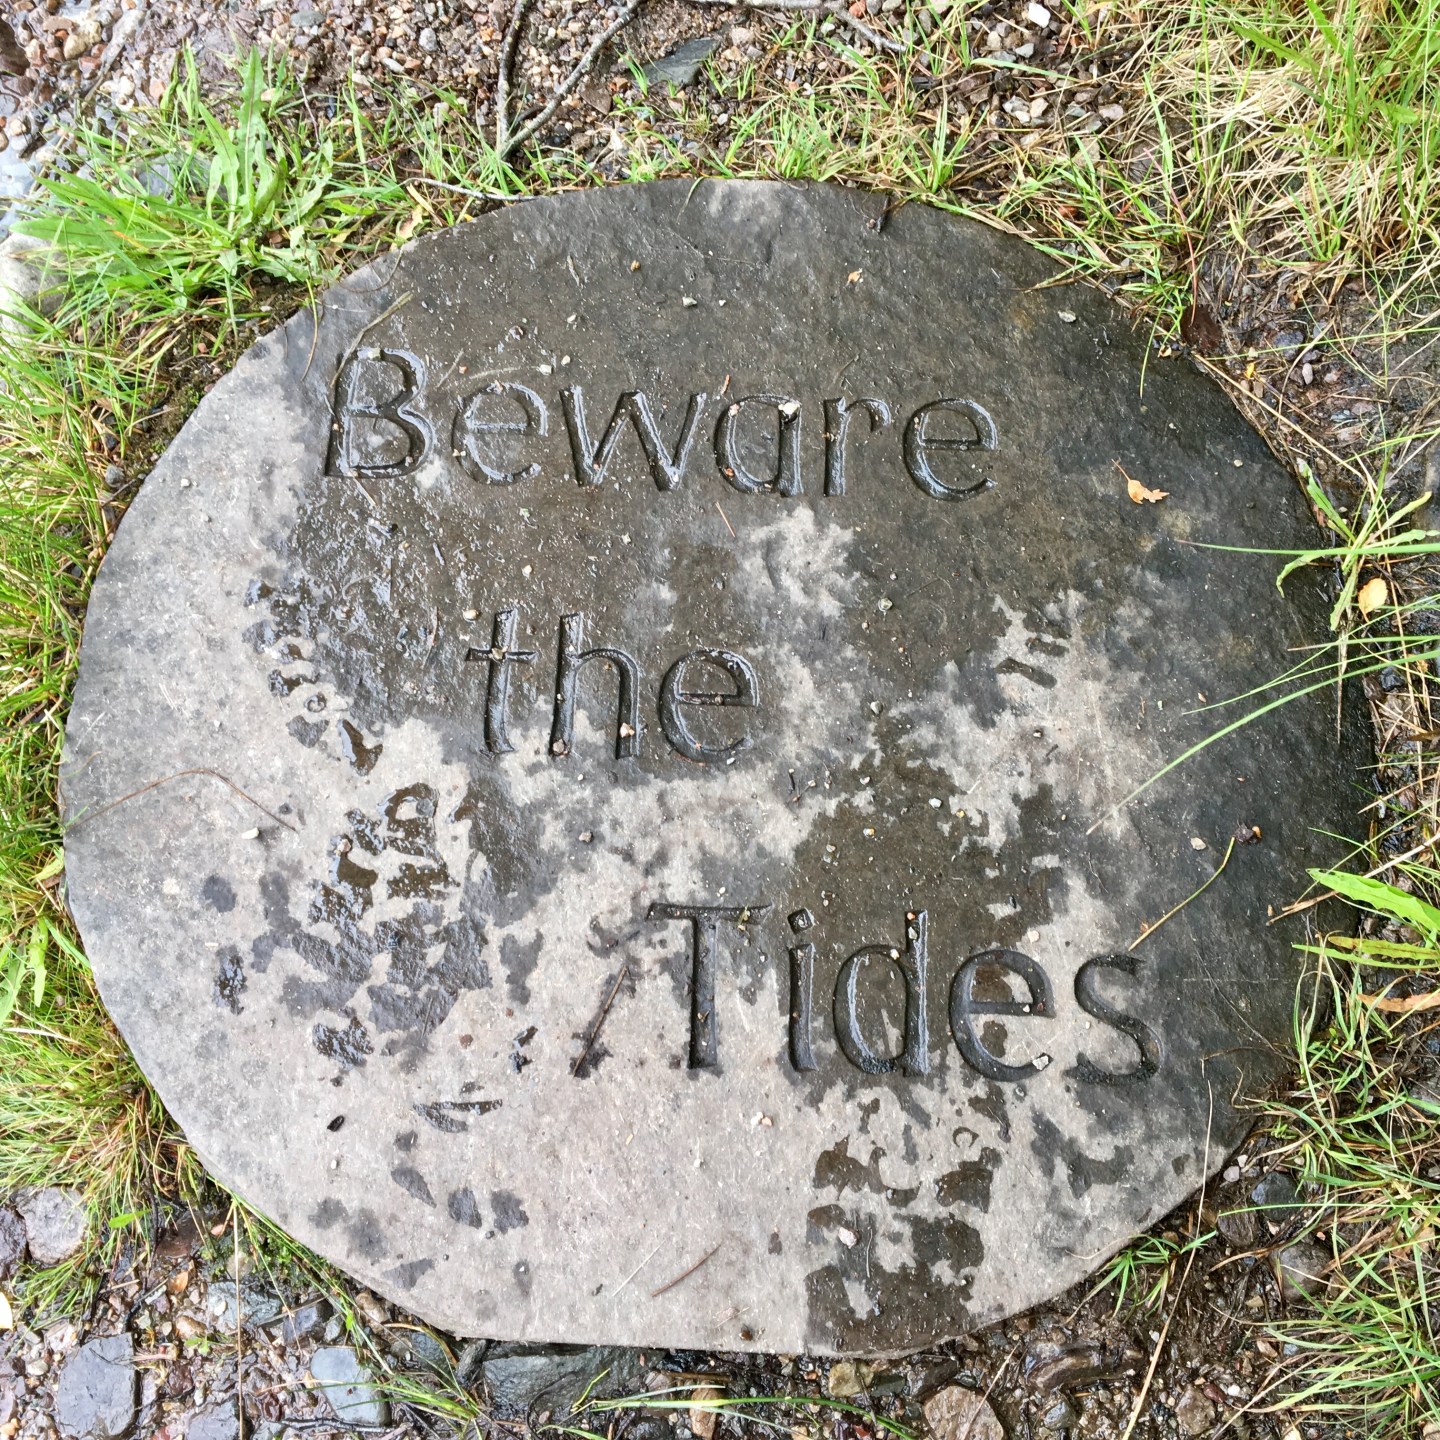 Beware
the
Tides